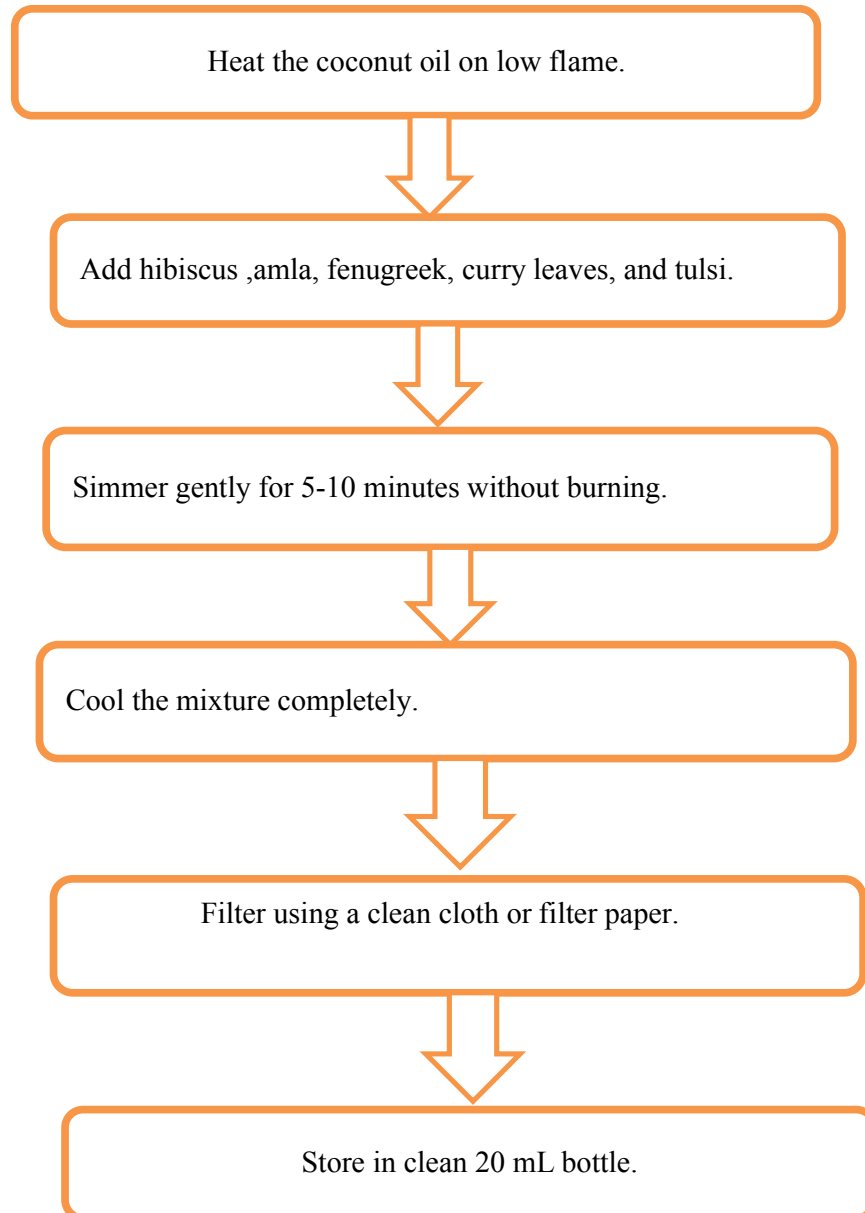 Heat the coconut oil on low flame.
Add hibiscus ,amla, fenugreek, curry leaves, and tulsi.
Simmer gently for 5-10 minutes without burning.
Cool the mixture completely.
Filter using a clean cloth or filter paper.
Store in clean 20 mL bottle.